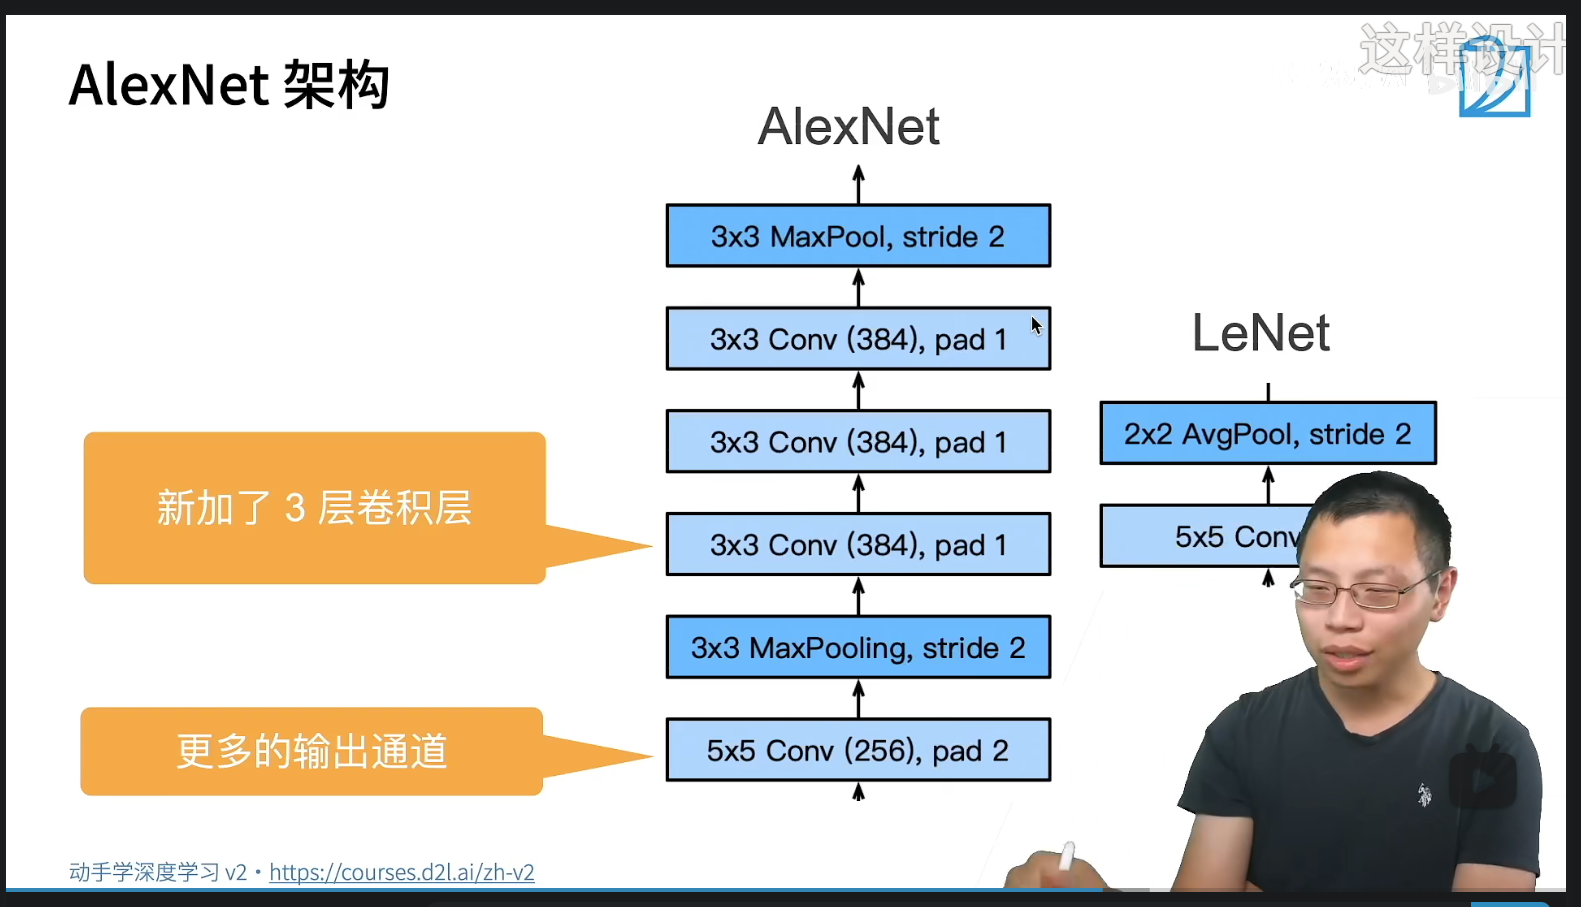 这样设计
AlexNet 架构
AlexNet
3x3 MaxPool, stride 2
3x3 Conv (384), pad 1
LeNet
3x3 Conv (384), pad 1
2x2 AvgPool, stride 2
新加了 3 层卷积层
3x3 Conv (384), pad 1
5x5 Conv
3x3 MaxPooling, stride 2
更多的输出通道
5x5 Conv (256), pad 2
动手学深度学习 v2 • https://courses.d2l.ai/zh-v2